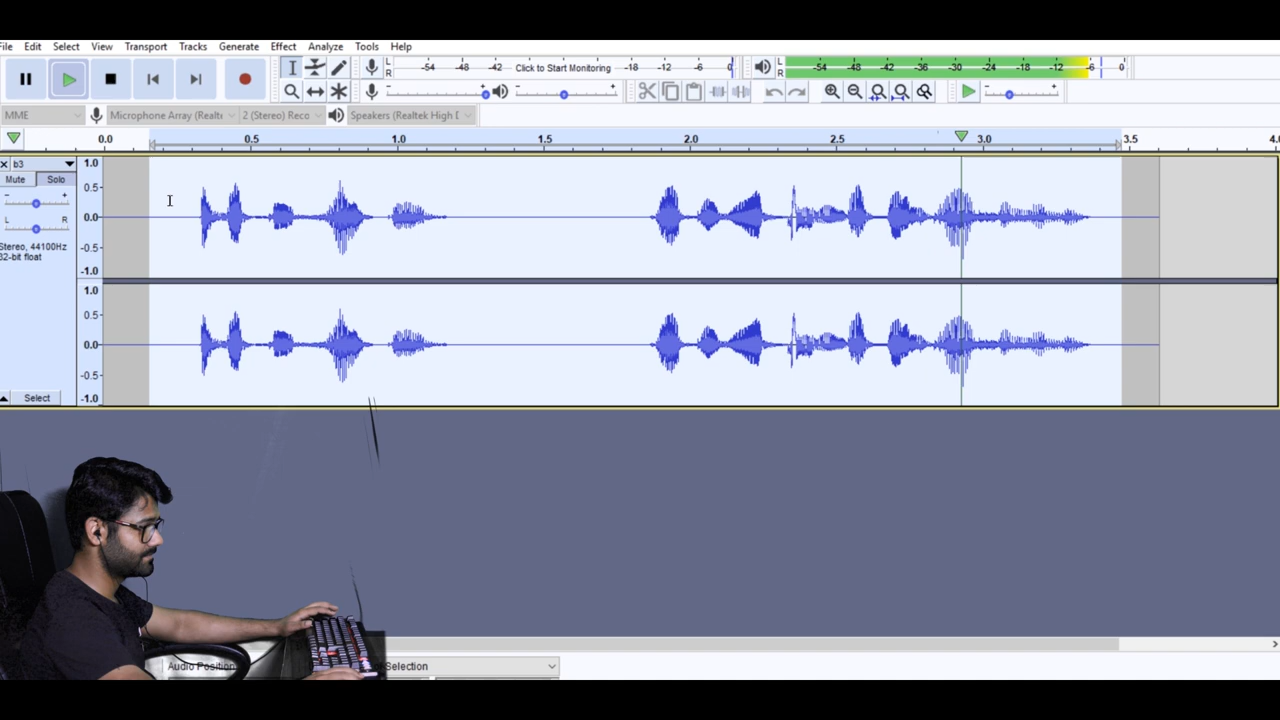 File Edit Select View Transport Tracks Generate Effect Analyze Tools Help
L R -54 -48 -42 Click to Start Monitoring -18 -12 -6 0 L R -54 -48 -42 -36 -30 -24 -18 -12 -6 0
- + - + - +
MME Microphone Array (Realt 2 (Stereo) Reco Speakers (Realtek High D
0.0 0.5 1.0 1.5 2.0 2.5 3.0 3.5 4.0
x b3 1.0
Mute Solo
- + 0.5
L R 0.0
Stereo, 44100Hz -0.5
32-bit float
-1.0
1.0
0.5
0.0
-0.5
Select -1.0
Audio Position of Selection